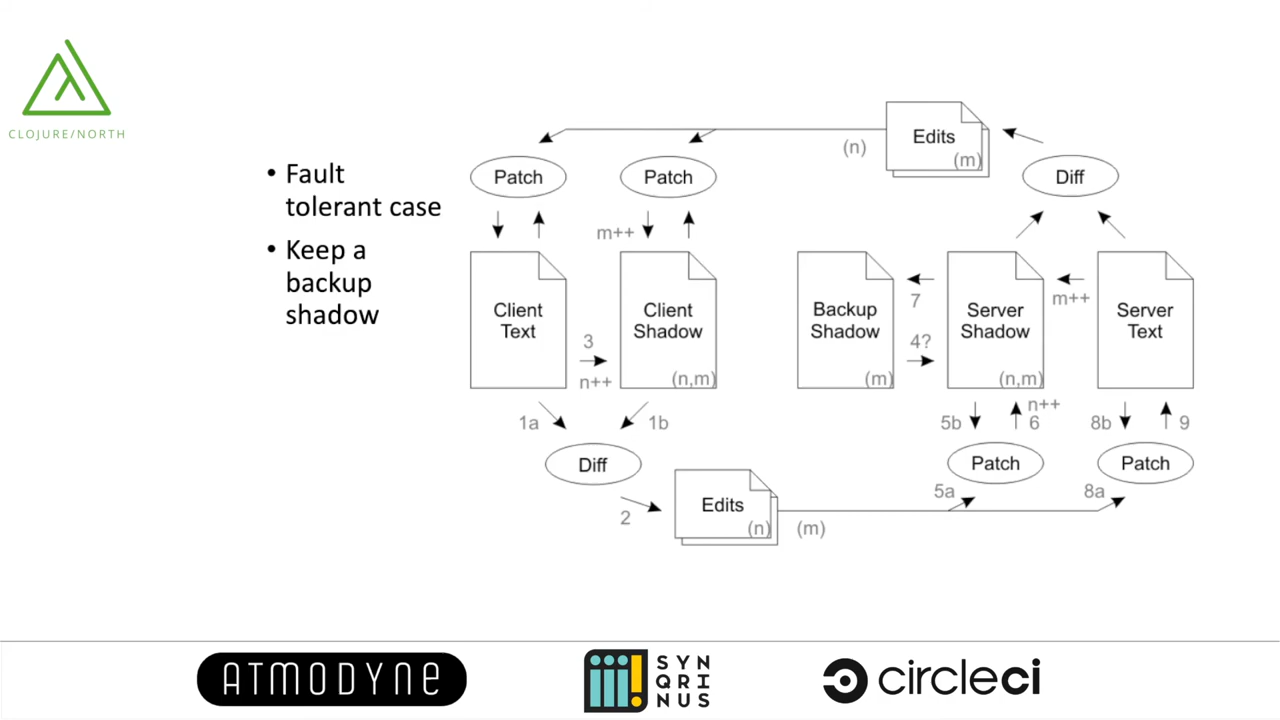 CLOJURE/NORTH
• Fault
tolerant case
• Keep a
backup
shadow
Edits
(m)
(n)
Patch
Patch
Diff
m++
Client
Text
3
n++
Client
Shadow
(n,m)
Backup
Shadow
(m)
7
4?
Server
Shadow
(n,m)
m++
Server
Text
1a
1b
5b
n++
6
8b
9
Diff
Patch
Patch
2
Edits
(n)
(m)
5a
8a
ATMODYNE
SYN
QRI
NUS
circleci